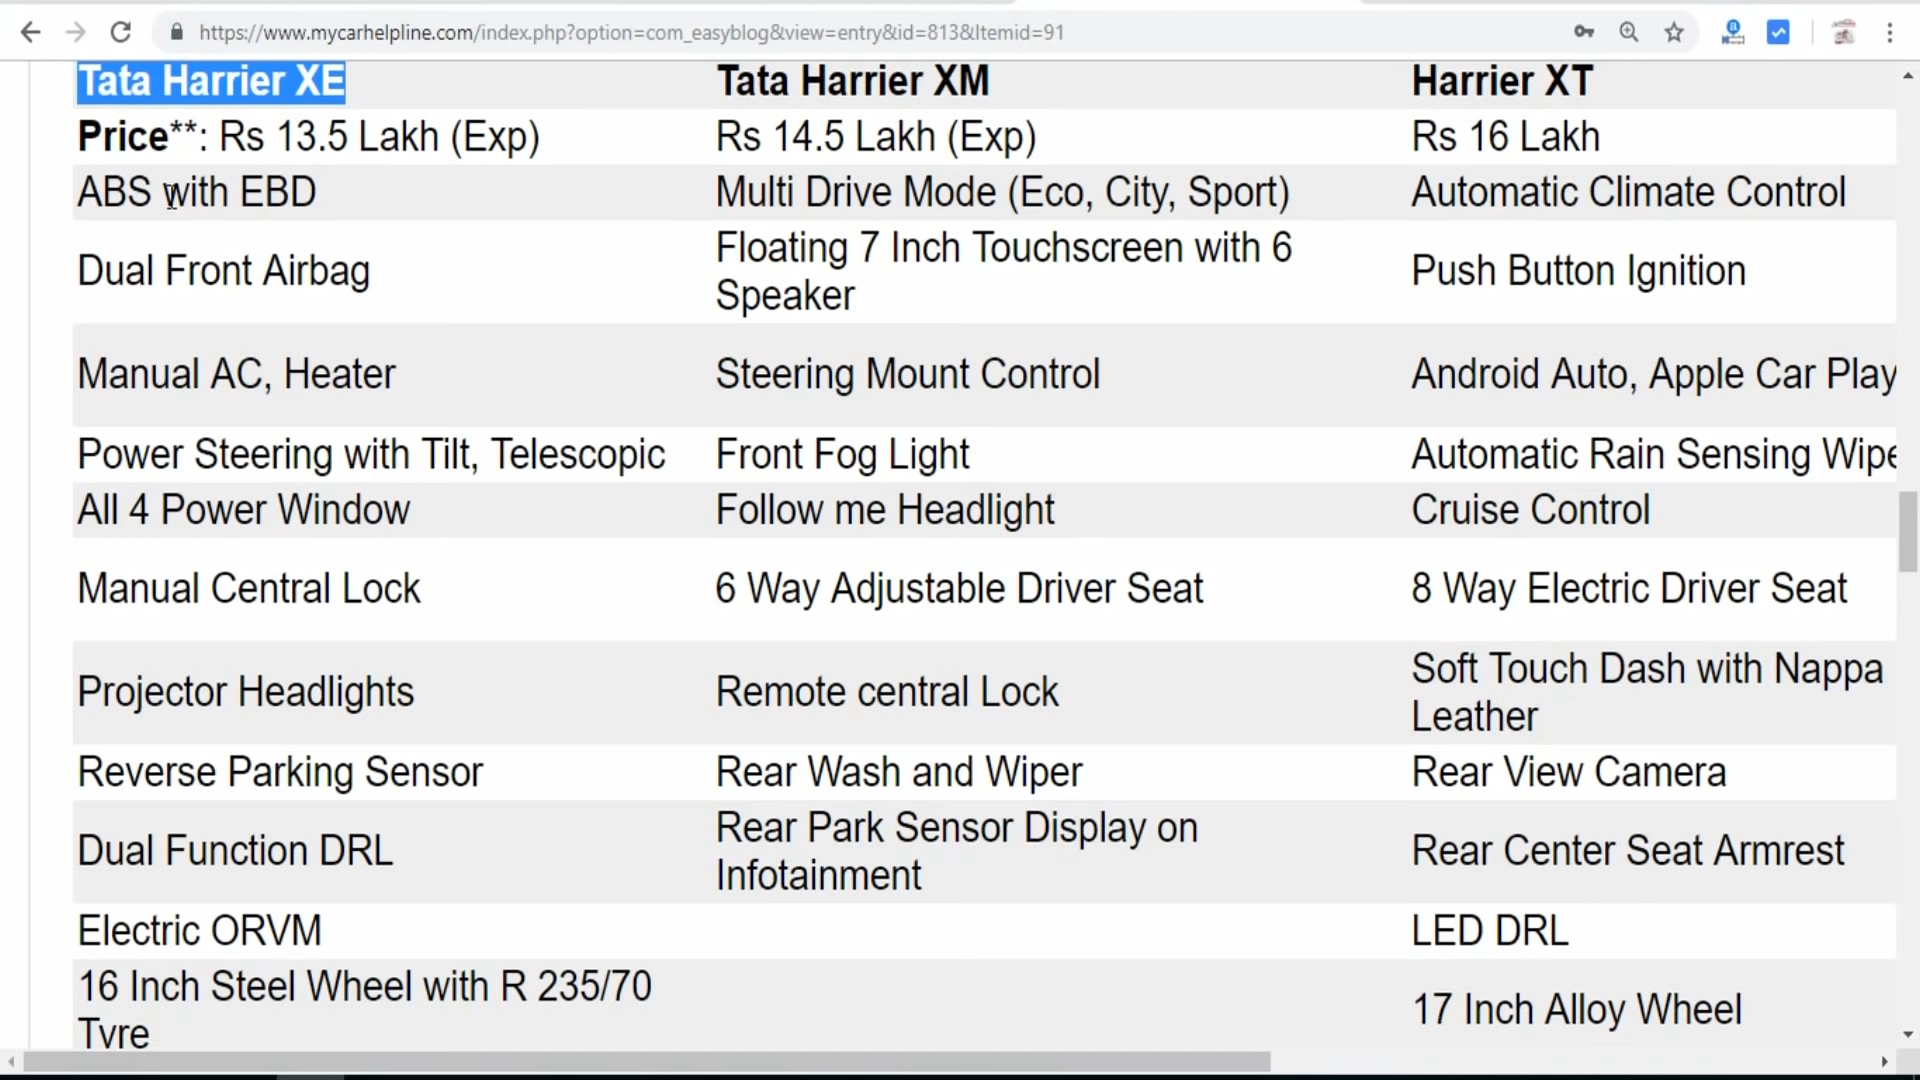 https://www.mycarhelpline.com/index.php?option=com_easyblog&view=entry&id=813&Itemid=91
Tata Harrier XE Tata Harrier XM Harrier XT
Price**: Rs 13.5 Lakh (Exp) Rs 14.5 Lakh (Exp) Rs 16 Lakh
ABS with EBD Multi Drive Mode (Eco, City, Sport) Automatic Climate Control
Dual Front Airbag Floating 7 Inch Touchscreen with 6 Push Button Ignition
Speaker
Manual AC, Heater Steering Mount Control Android Auto, Apple Car Play
Power Steering with Tilt, Telescopic Front Fog Light Automatic Rain Sensing Wipe
All 4 Power Window Follow me Headlight Cruise Control
Manual Central Lock 6 Way Adjustable Driver Seat 8 Way Electric Driver Seat
Projector Headlights Remote central Lock Soft Touch Dash with Nappa
Leather
Reverse Parking Sensor Rear Wash and Wiper Rear View Camera
Dual Function DRL Rear Park Sensor Display on Rear Center Seat Armrest
Infotainment
Electric ORVM LED DRL
16 Inch Steel Wheel with R 235/70 17 Inch Alloy Wheel
Tyre